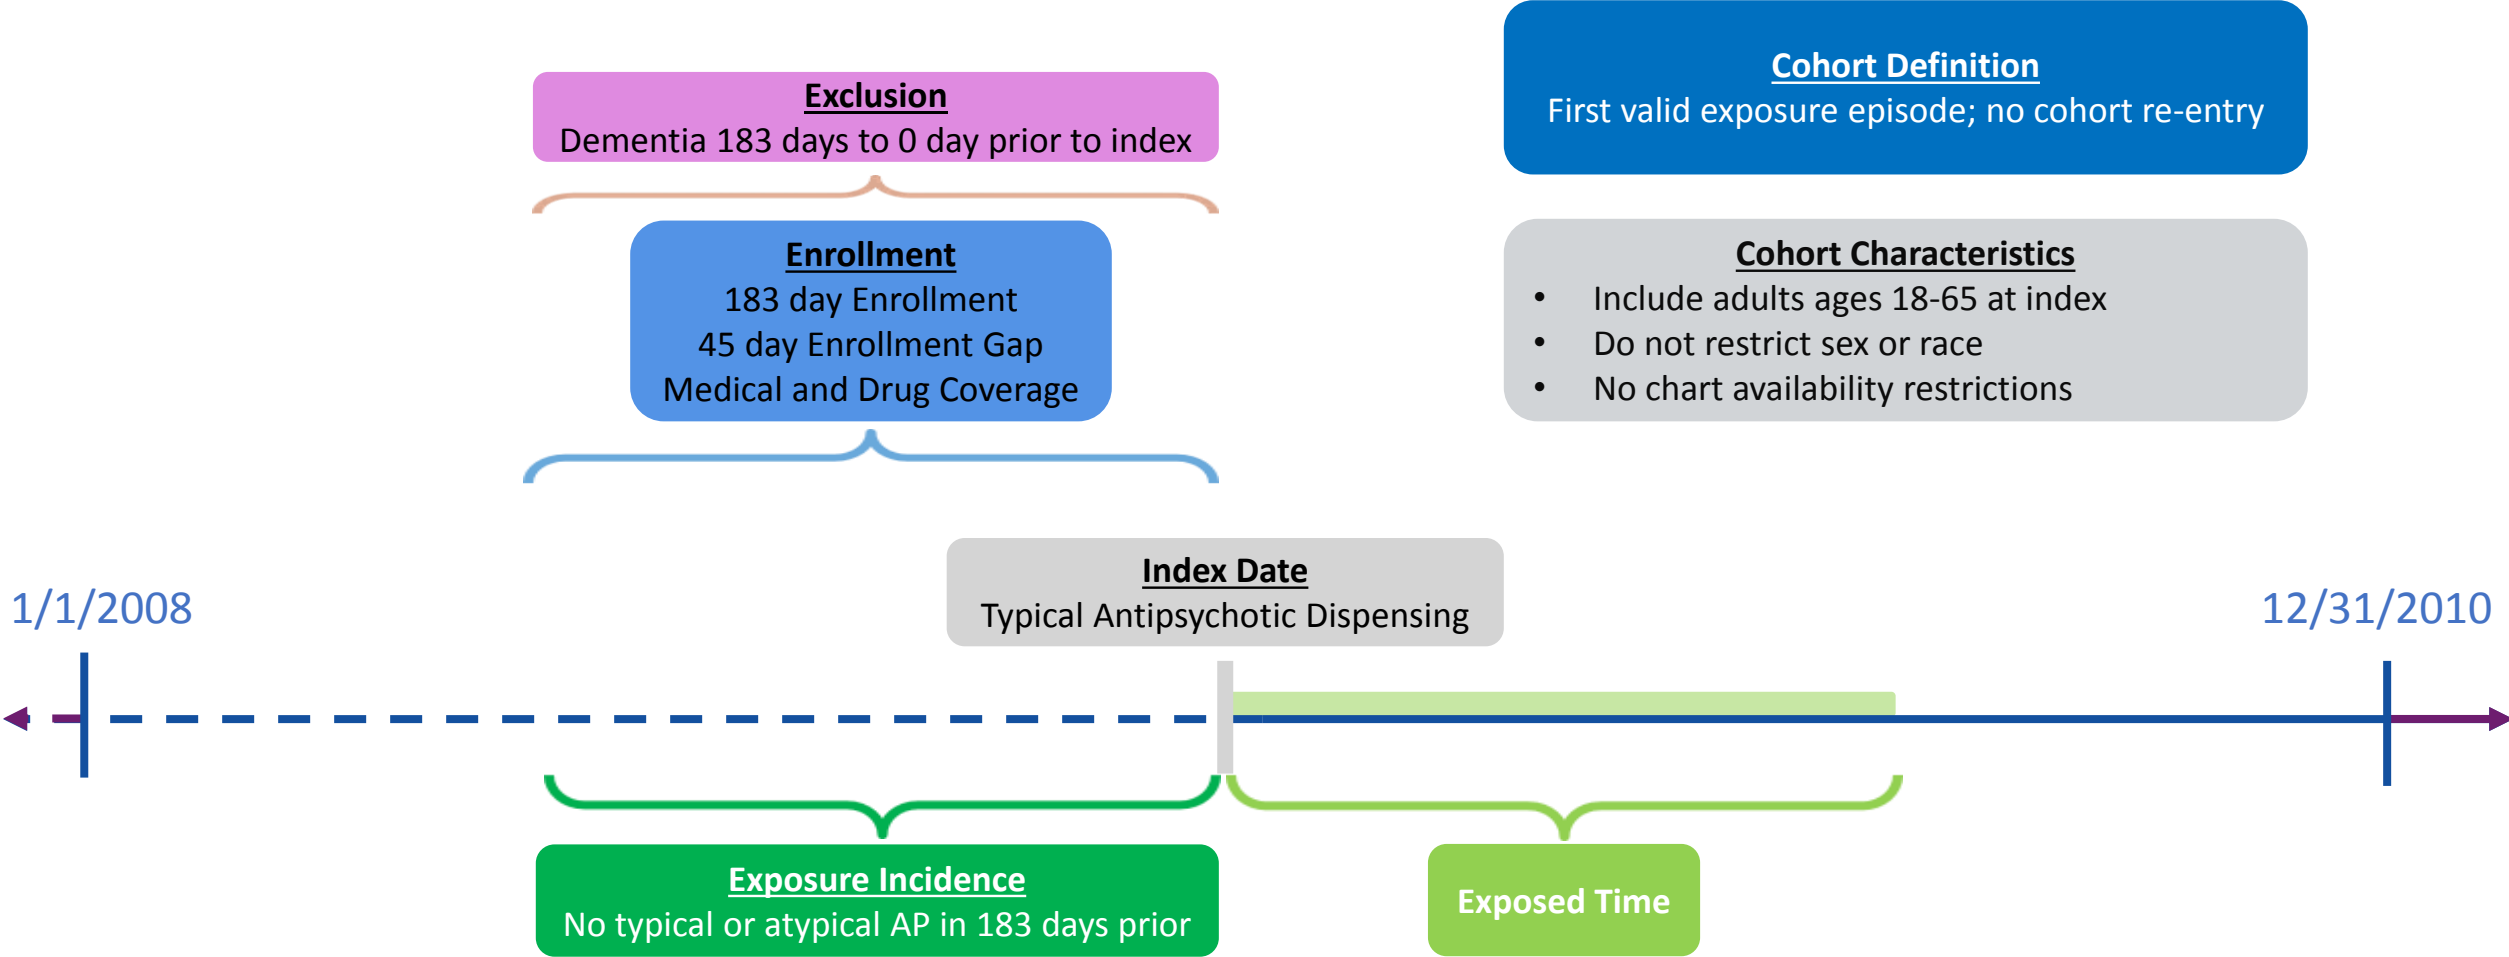 Exclusion
Dementia 183 days to 0 day prior to index
Cohort Definition
First valid exposure episode; no cohort re-entry
Enrollment
183 day Enrollment
45 day Enrollment Gap
Medical and Drug Coverage
Cohort Characteristics
• Include adults ages 18-65 at index
• Do not restrict sex or race
• No chart availability restrictions
Index Date
Typical Antipsychotic Dispensing
1/1/2008
12/31/2010
Exposure Incidence
No typical or atypical AP in 183 days prior
Exposed Time